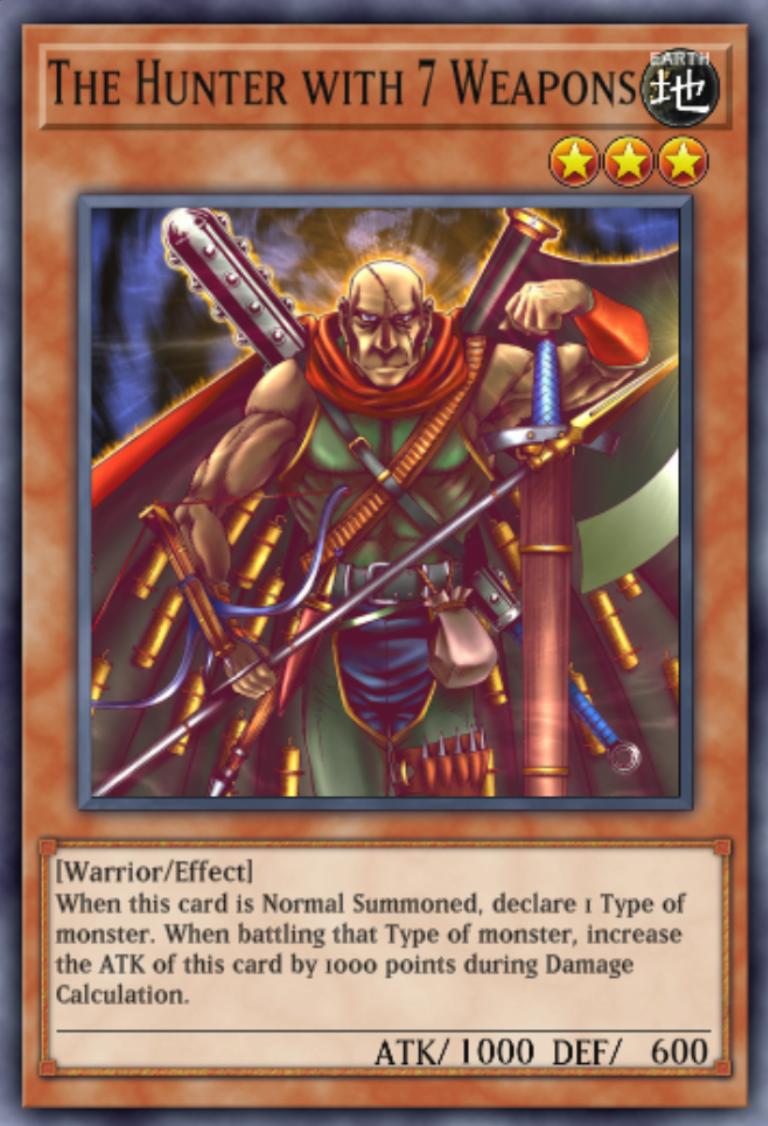 The Hunter with 7 Weapons
EARTH
地
[Warrior/Effect]
When this card is Normal Summoned, declare 1 Type of
monster. When battling that Type of monster, increase
the ATK of this card by 1000 points during Damage
Calculation.
ATK/ 1000 DEF/ 600